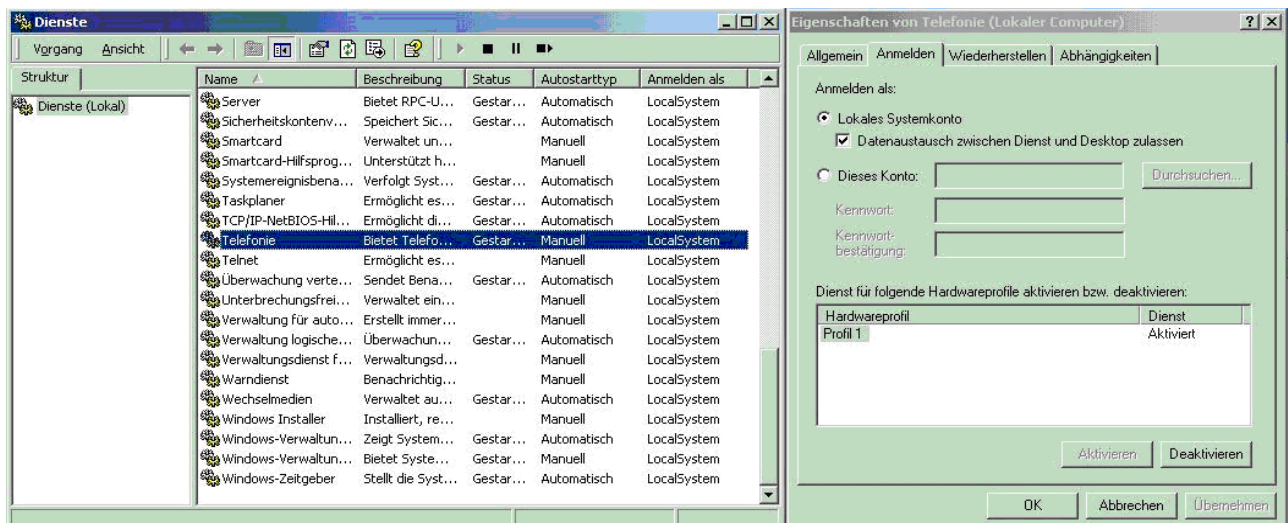 Dienste
Vorgang Ansicht
Struktur
Dienste (Lokal)
Name Beschreibung Status Autostarttyp Anmelden als
Server Bietet RPC-U... Gestar... Automatisch LocalSystem
Sicherheitskontenv... Speichert Sic... Gestar... Automatisch LocalSystem
Smartcard Verwaltet un... Manuell LocalSystem
Smartcard-Hilfsprog... Unterstützt h... Manuell LocalSystem
Systemereignisbena... Verfolgt Syst... Gestar... Automatisch LocalSystem
Taskplaner Ermöglicht es... Gestar... Automatisch LocalSystem
TCP/IP-NetBIOS-Hil... Ermöglicht di... Gestar... Automatisch LocalSystem
Telefonie Bietet Telefo... Gestar... Manuell LocalSystem
Telnet Ermöglicht es... Manuell LocalSystem
Überwachung verte... Sendet Bena... Gestar... Automatisch LocalSystem
Unterbrechungsfrei... Verwaltet ein... Manuell LocalSystem
Verwaltung für auto... Erstellt immer... Manuell LocalSystem
Verwaltung logische... Überwachun... Gestar... Automatisch LocalSystem
Verwaltungsdienst f... Verwaltungsd... Manuell LocalSystem
Warndienst Benachrichtig... Manuell LocalSystem
Wechselmedien Verwaltet au... Gestar... Automatisch LocalSystem
Windows Installer Installiert, re... Manuell LocalSystem
Windows-Verwaltun... Zeigt System... Gestar... Automatisch LocalSystem
Windows-Verwaltun... Bietet Syste... Gestar... Manuell LocalSystem
Windows-Zeitgeber Stellt die Syst... Gestar... Automatisch LocalSystem
Eigenschaften von Telefonie (Lokaler Computer)
Allgemein Anmelden Wiederherstellen Abhängigkeiten
Anmelden als:
Lokales Systemkonto
Datenaustausch zwischen Dienst und Desktop zulassen
Dieses Konto: Durchsuchen...
Kennwort:
Kennwort-
bestätigung:
Dienst für folgende Hardwareprofile aktivieren bzw. deaktivieren:
Hardwareprofil Dienst
Profil 1 Aktiviert
Aktivieren Deaktivieren
OK Abbrechen Übernehmen